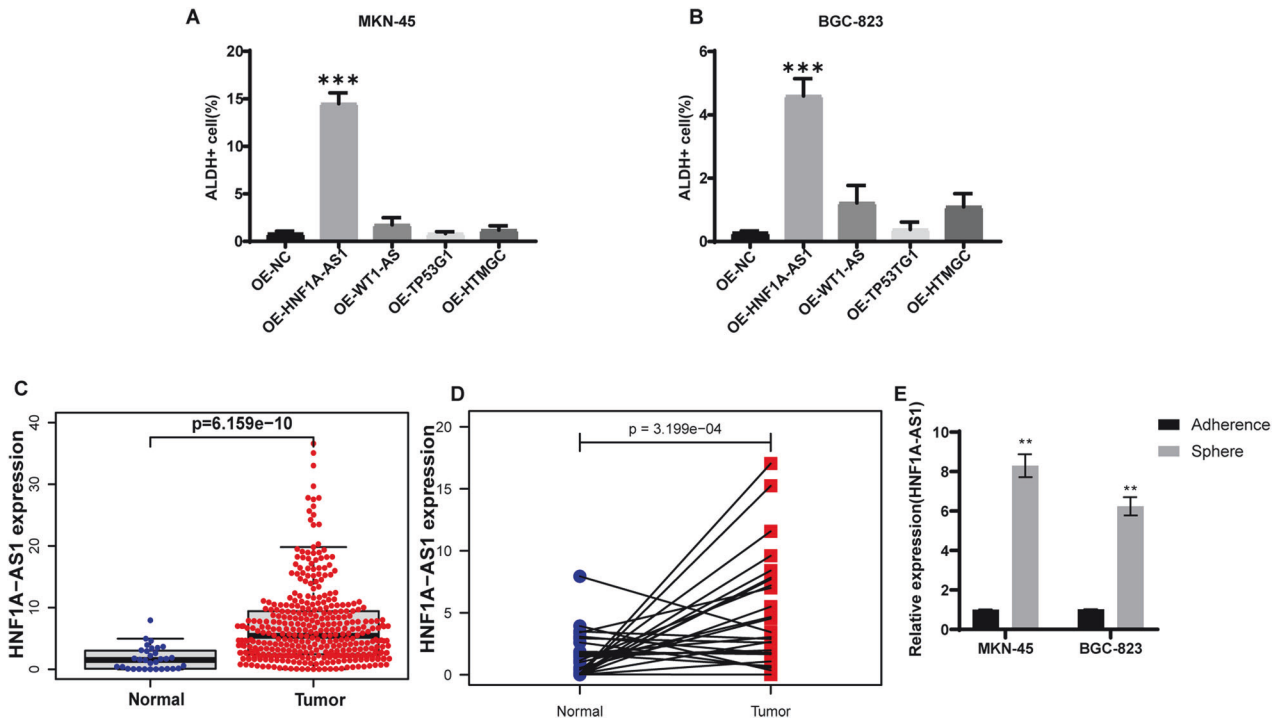 A
MKN-45
ALDH+ cell(%)
20
15
10
5
0
***
OE-NC
OE-HNF1A-AS1
OE-WT1-AS
OE-TP53G1
OE-HTMGC
B
BGC-823
ALDH+ cell(%)
6
4
2
0
***
OE-NC
OE-HNF1A-AS1
OE-WT1-AS
OE-TP53TG1
OE-HTMGC
C
HNF1A−AS1 expression
40
30
20
10
0
p=6.159e−10
Normal
Tumor
D
HNF1A−AS1 expression
20
15
10
5
0
p = 3.199e−04
Normal
Tumor
E
Relative expression(HNF1A-AS1)
10
8
6
4
2
0
**
**
MKN-45
BGC-823
Adherence
Sphere